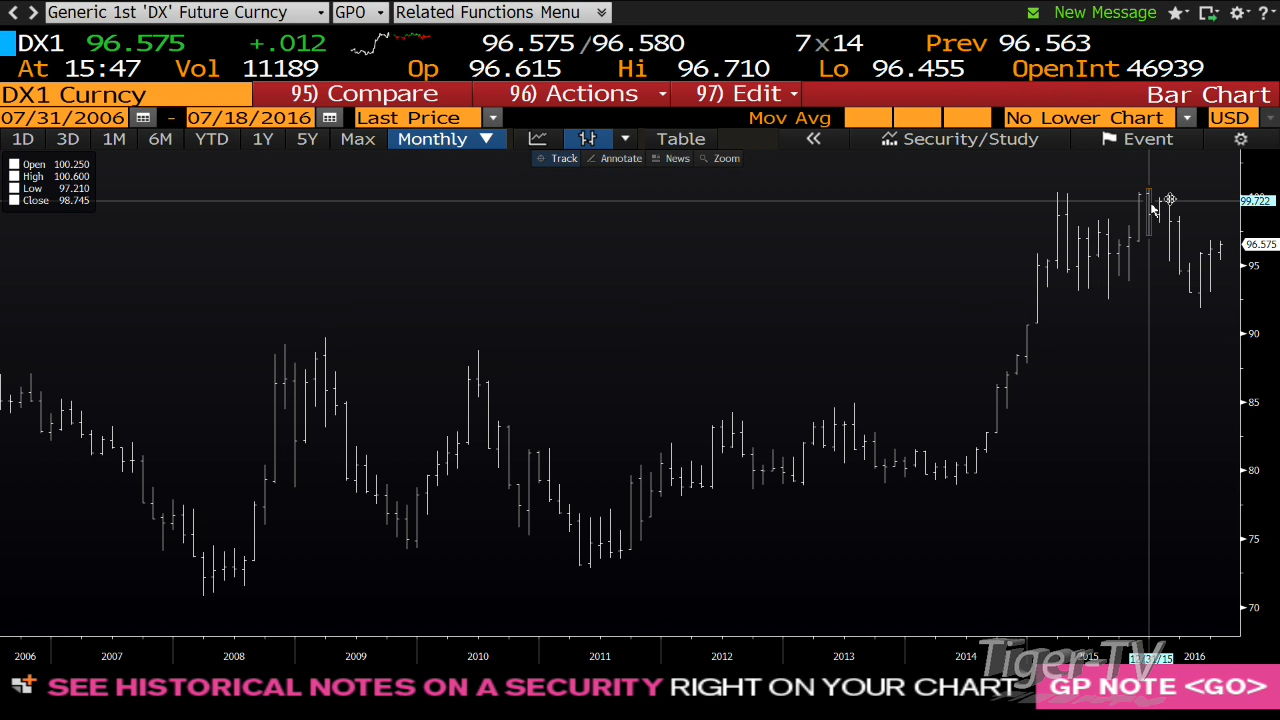 Generic 1st 'DX' Future Curncy GPO Related Functions Menu New Message ?
DX1 96.575 +.012 96.575/96.580 7x14 Prev 96.563
At 15:47 Vol 11189 Op 96.615 Hi 96.710 Lo 96.455 OpenInt 46939
DX1 Curncy 95) Compare 96) Actions 97) Edit Bar Chart
07/31/2006 - 07/18/2016 Last Price Mov Avg No Lower Chart USD
1D 3D 1M 6M YTD 1Y 5Y Max Monthly Table Security/Study Event
Track Annotate News Zoom
Open 100.250
High 100.600
Low 97.210
Close 98.745
99.722
96.575
95
90
85
80
75
70
2006 2007 2008 2009 2010 2011 2012 2013 2014 2015 12/31/15 2016
Tiger-TV
SEE HISTORICAL NOTES ON A SECURITY RIGHT ON YOUR CHART GP NOTE <GO>